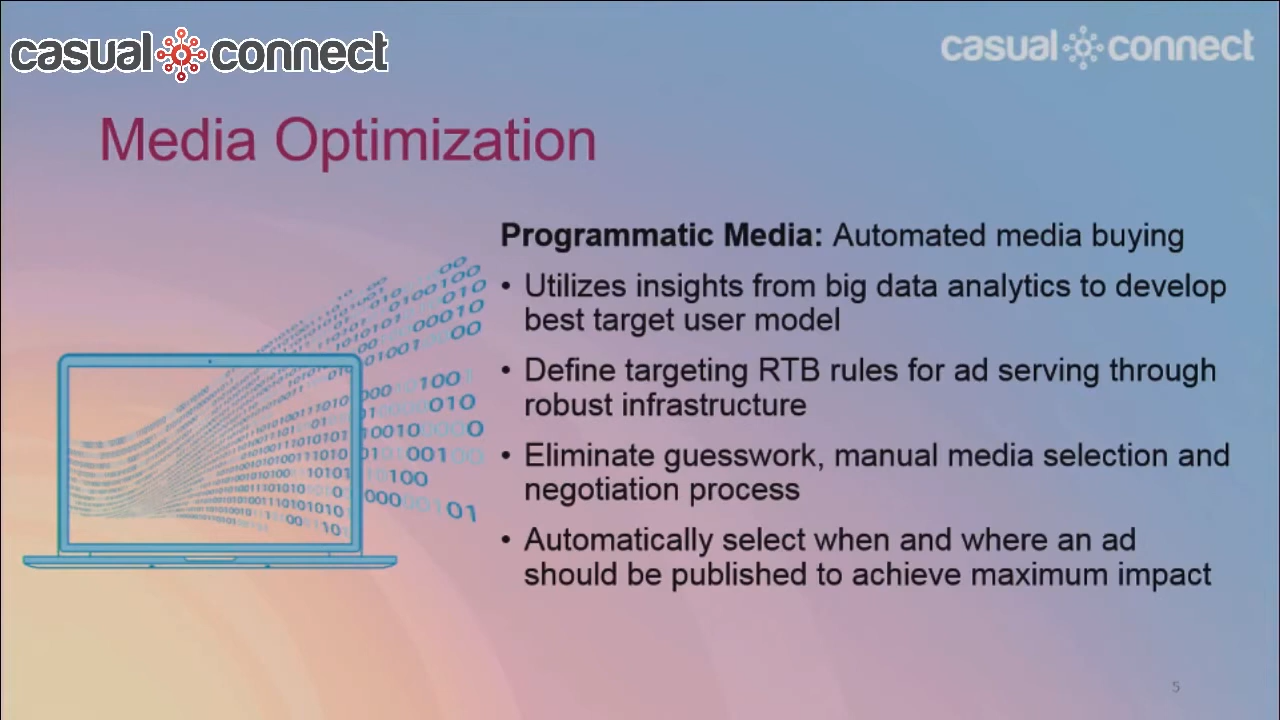 casual connect
casual connect
Media Optimization
Programmatic Media: Automated media buying
• Utilizes insights from big data analytics to develop
best target user model
• Define targeting RTB rules for ad serving through
robust infrastructure
• Eliminate guesswork, manual media selection and
negotiation process
• Automatically select when and where an ad
should be published to achieve maximum impact
5